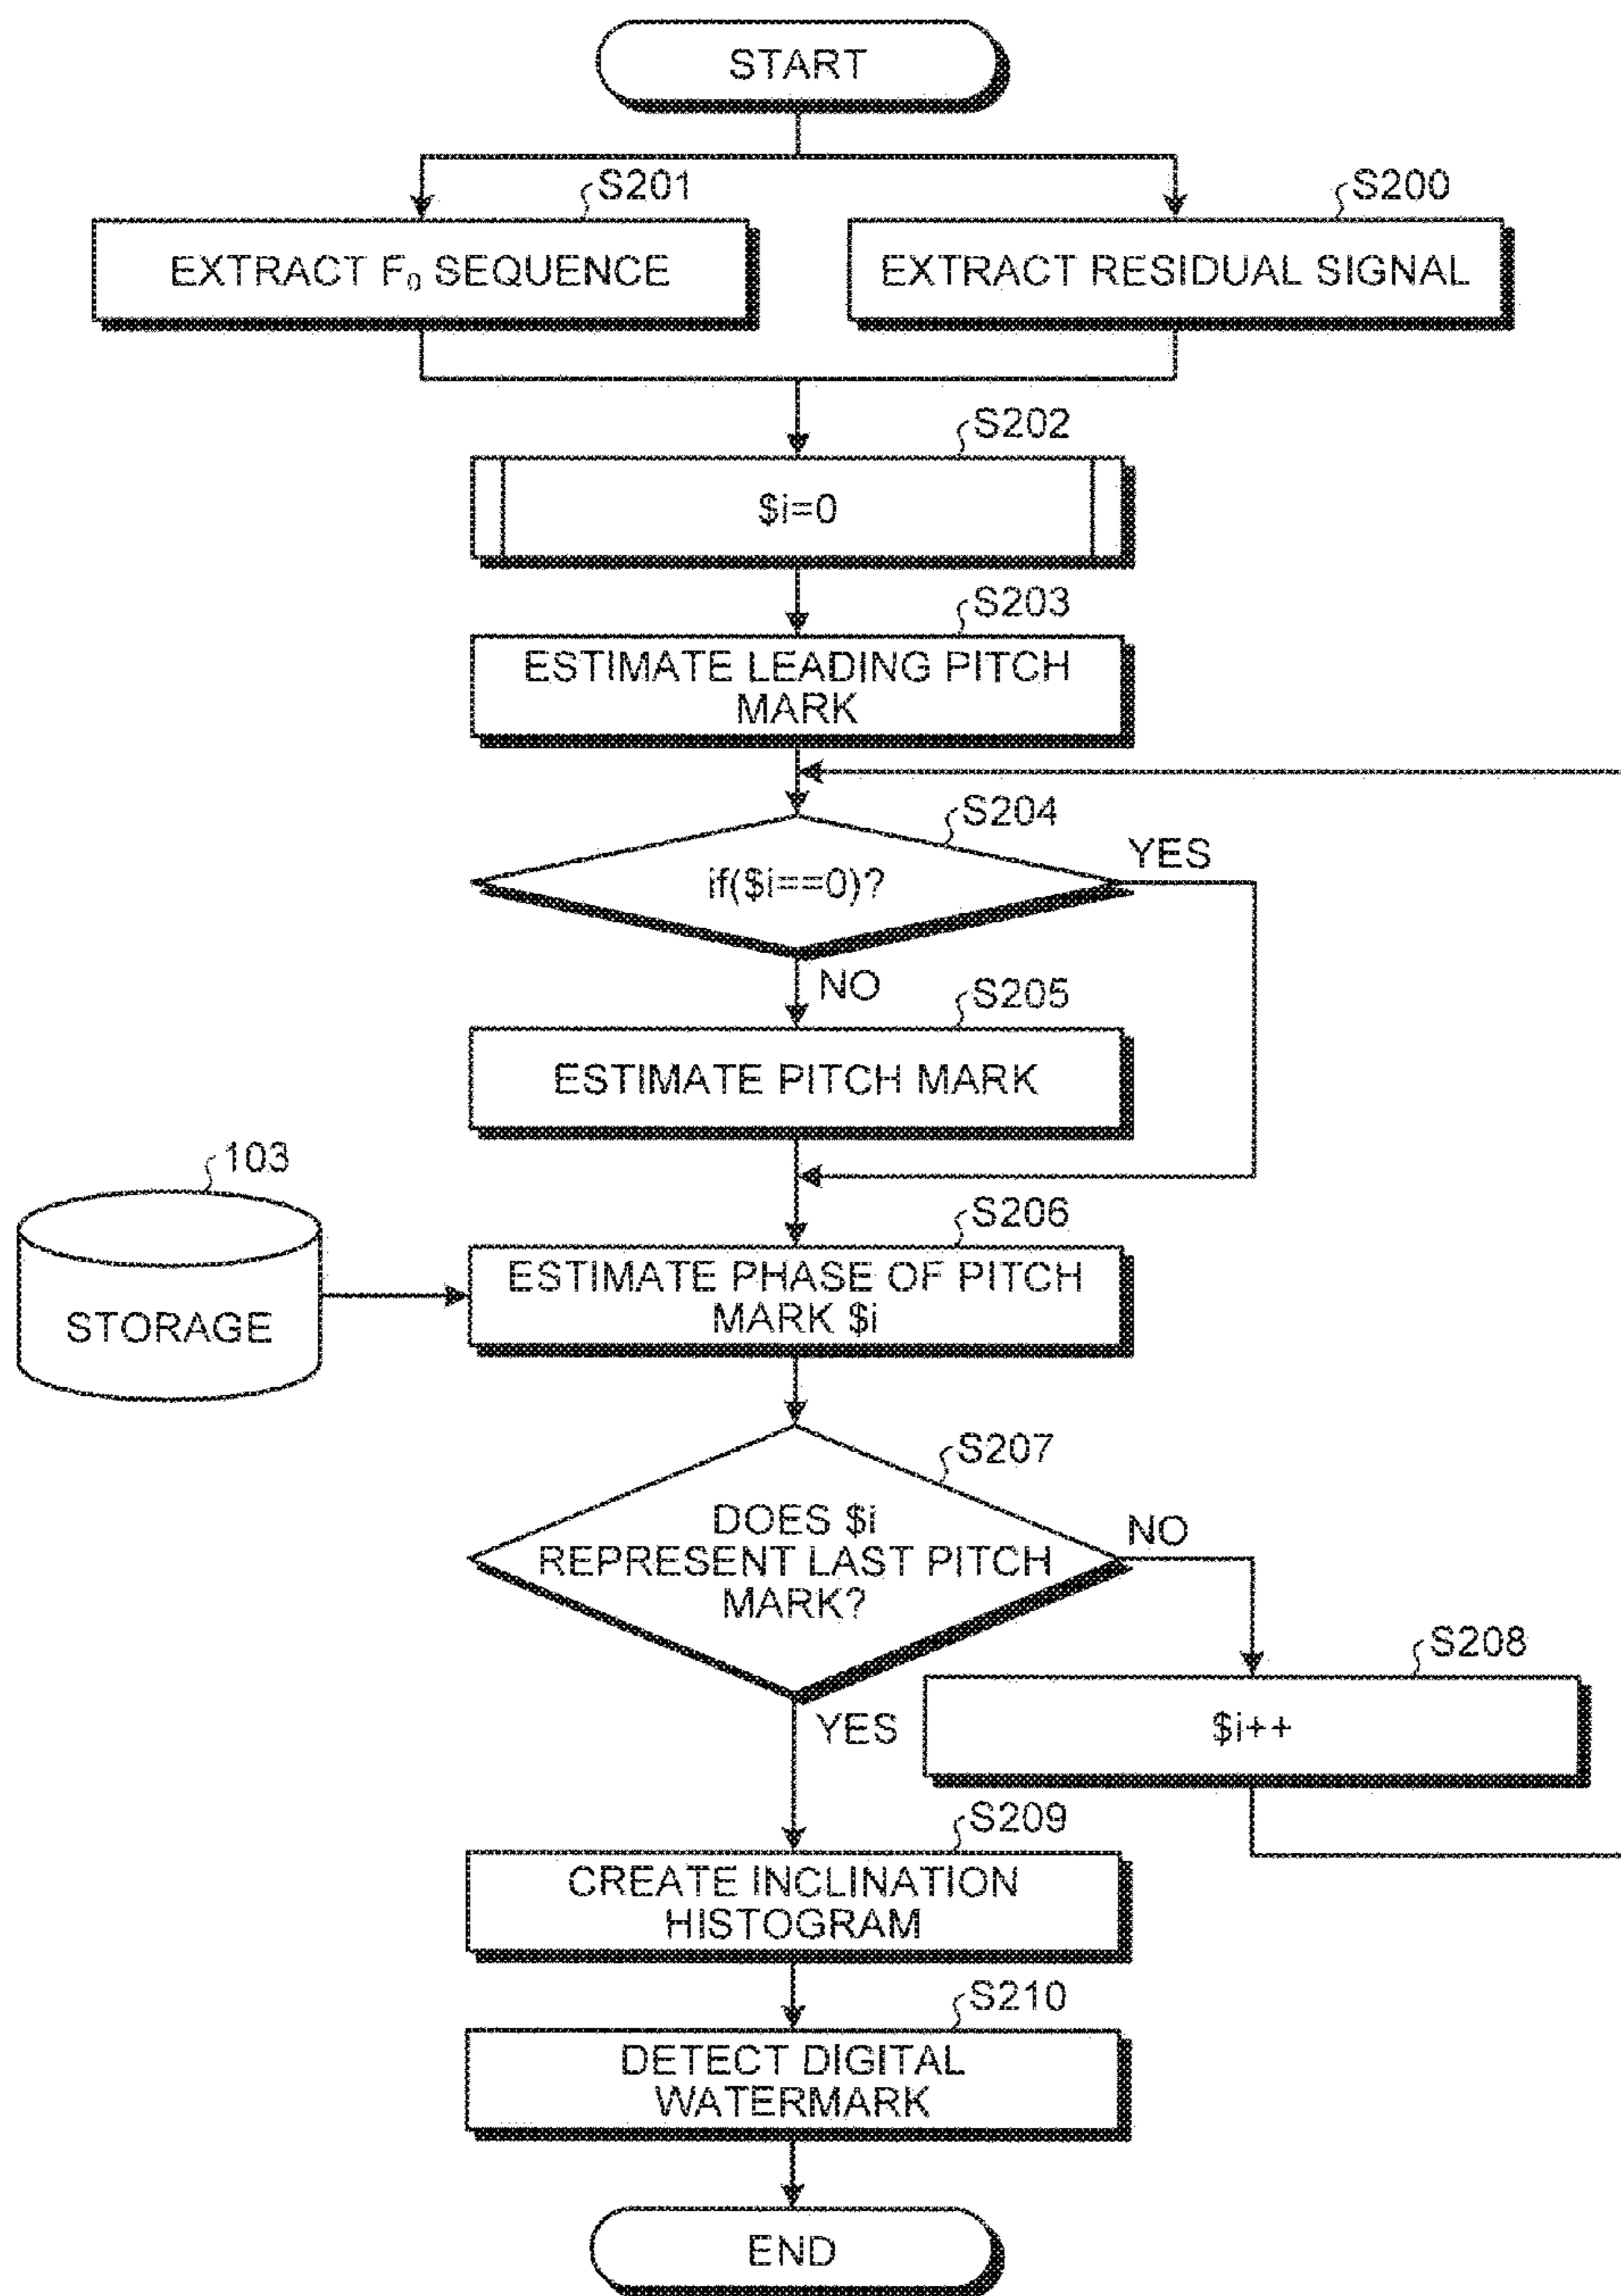 START
S201
S200
EXTRACT F₀ SEQUENCE
EXTRACT RESIDUAL SIGNAL
S202
$i=0
S203
ESTIMATE LEADING PITCH
MARK
S204
if($i==0)?
YES
NO
S205
ESTIMATE PITCH MARK
103
STORAGE
S206
ESTIMATE PHASE OF PITCH
MARK $i
S207
DOES $i
REPRESENT LAST PITCH
MARK?
NO
YES
S208
$i++
S209
CREATE INCLINATION
HISTOGRAM
S210
DETECT DIGITAL
WATERMARK
END